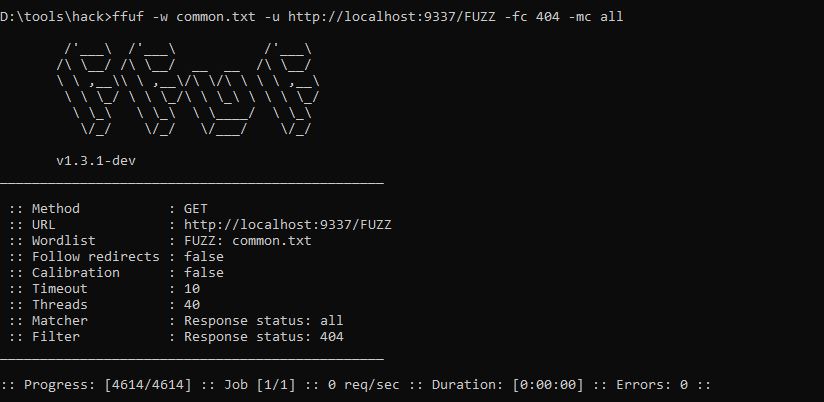 D:\tools\hack>ffuf -w common.txt -u http://localhost:9337/FUZZ -fc 404 -mc all
v1.3.1-dev
:: Method : GET
:: URL : http://localhost:9337/FUZZ
:: Wordlist : FUZZ: common.txt
:: Follow redirects : false
:: Calibration : false
:: Timeout : 10
:: Threads : 40
:: Matcher : Response status: all
:: Filter : Response status: 404
:: Progress: [4614/4614] :: Job [1/1] :: 0 req/sec :: Duration: [0:00:00] :: Errors: 0 ::